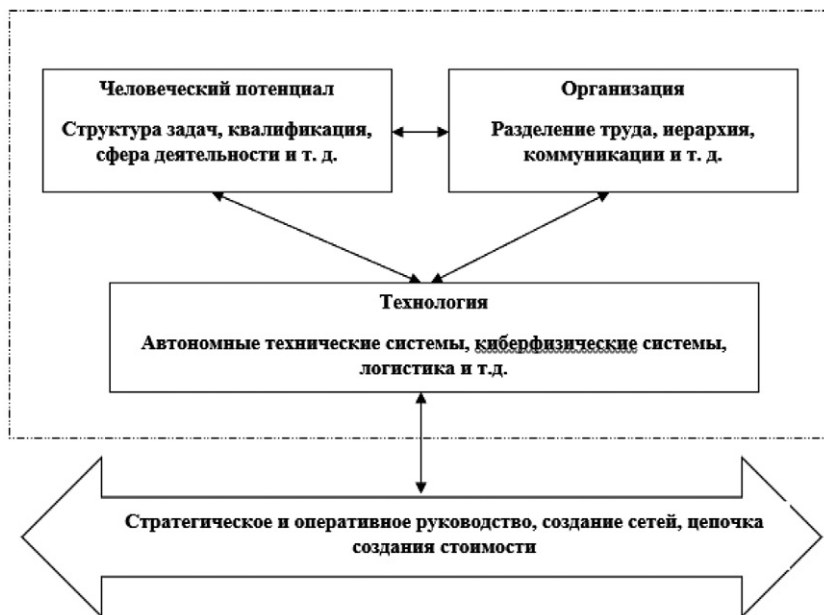 Человеческий потенциал
Структура задач, квалификация,
сфера деятельности и т. д.
Организация
Разделение труда, иерархия,
коммуникации и т. д.
Технология
Автономные технические системы, киберфизические системы,
логистика и т.д.
Стратегическое и оперативное руководство, создание сетей, цепочка
создания стоимости